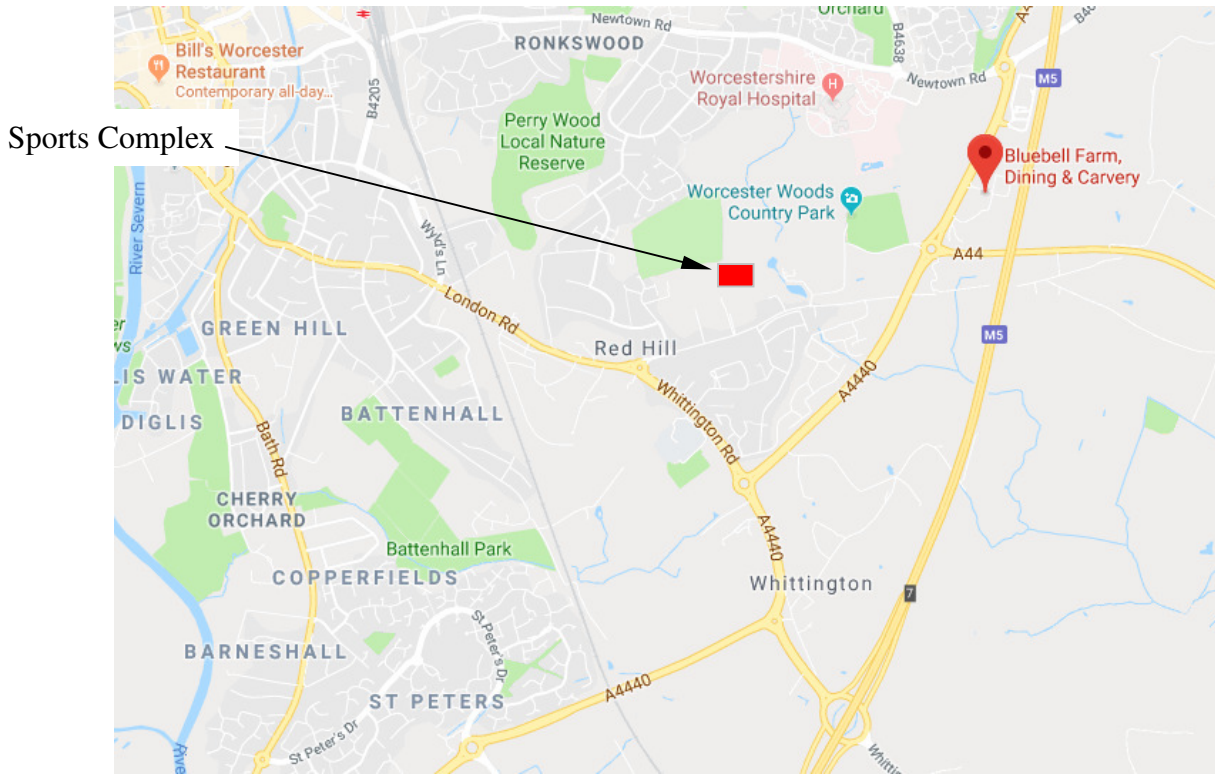 Orchard
Newtown Rd
RONKSWOOD
B4638
Bill's Worcester
Restaurant
Contemporary all-day...
B4205
Worcestershire
Royal Hospital
H
Newtown Rd
M5
Perry Wood
Local Nature
Reserve
Sports Complex
Bluebell Farm,
Dining & Carvery
Worcester Woods
Country Park
River Severn
Wyld's Ln
A44
London Rd
GREEN HILL
Red Hill
M5
LIS WATER
A4440
Whittington Rd
BATTENHALL
DIGLIS
Bath Rd
CHERRY
ORCHARD
A4440
Battenhall Park
COPPERFIELDS
Whittington
7
St Peter's Dr
BARNESHALL
A4440
ST PETERS
St Peter's Dr